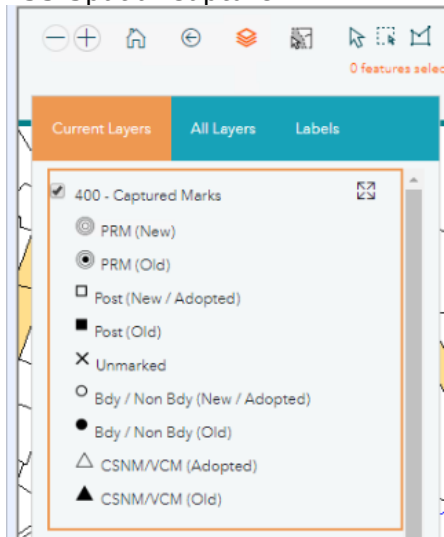 0 features selec
Current Layers
All Layers
Labels
400 - Captured Marks
PRM (New)
PRM (Old)
Post (New / Adopted)
Post (Old)
Unmarked
Bdy / Non Bdy (New / Adopted)
Bdy / Non Bdy (Old)
CSNM/VCM (Adopted)
CSNM/VCM (Old)